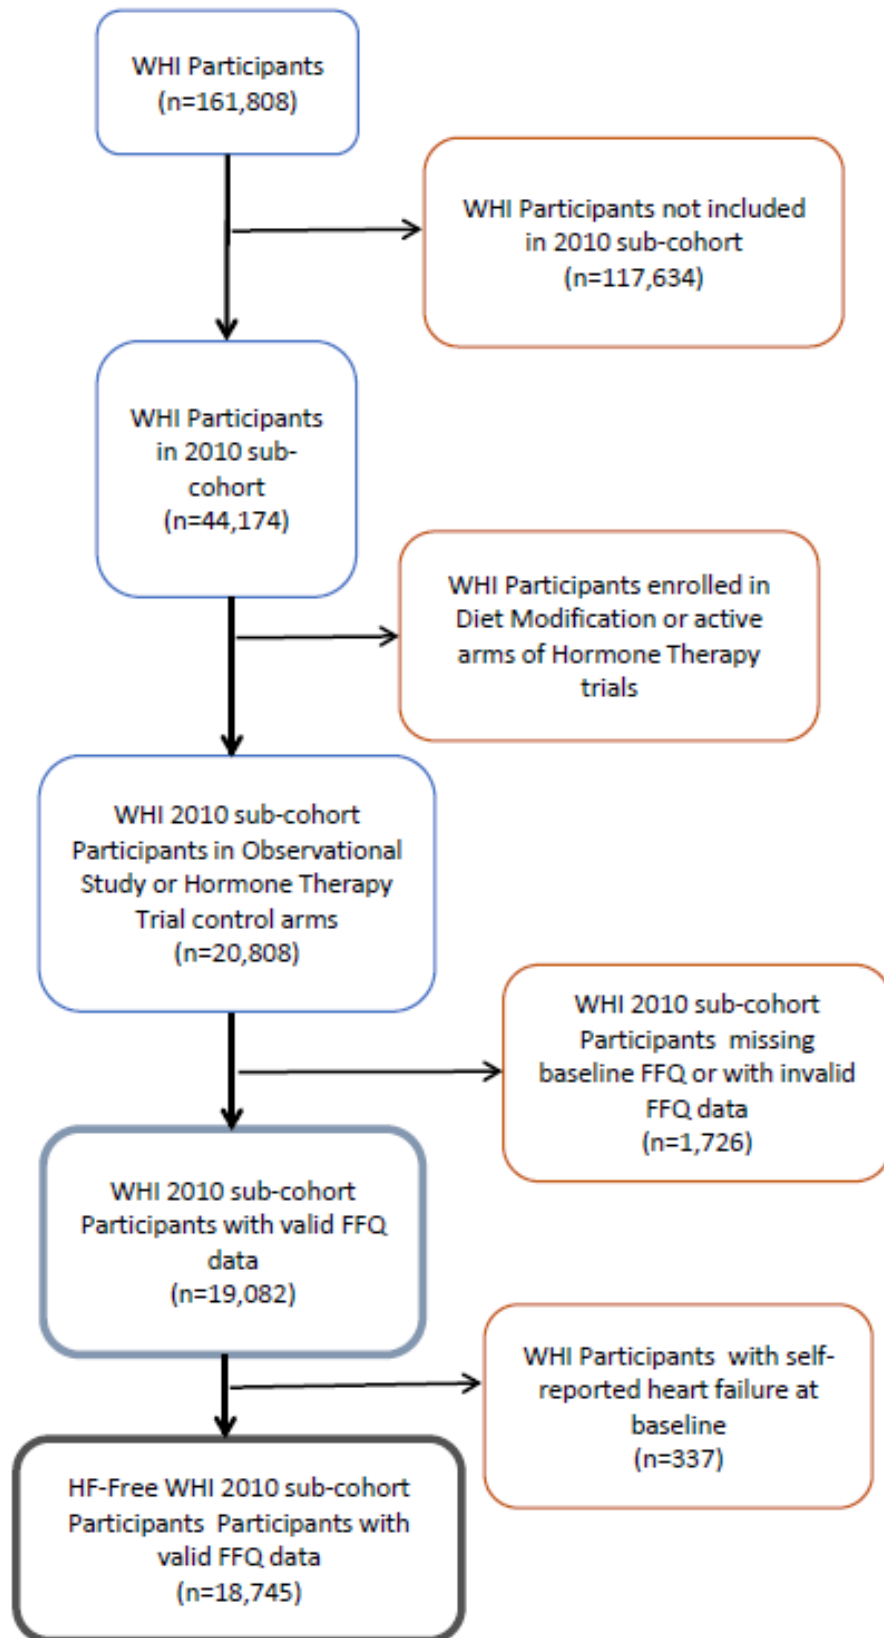 WHI Participants
(n=161,808)
WHI Participants not included
in 2010 sub-cohort
(n=117,634)
WHI Participants
in 2010 sub-
cohort
(n=44,174)
WHI Participants enrolled in
Diet Modification or active
arms of Hormone Therapy
trials
WHI 2010 sub-cohort
Participants in Observational
Study or Hormone Therapy
Trial control arms
(n=20,808)
WHI 2010 sub-cohort
Participants missing
baseline FFQ or with invalid
FFQ data
(n=1,726)
WHI 2010 sub-cohort
Participants with valid FFQ
data
(n=19,082)
WHI Participants with self-
reported heart failure at
baseline
(n=337)
HF-Free WHI 2010 sub-cohort
Participants Participants with
valid FFQ data
(n=18,745)